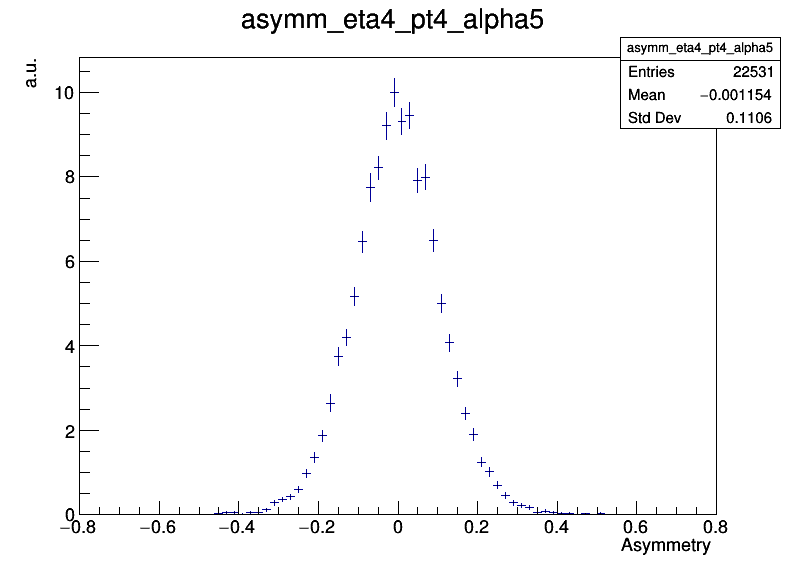 asymm_eta4_pt4_alpha5
asymm_eta4_pt4_alpha5
Entries 22531
Mean −0.001154
Std Dev 0.1106
a.u.
10
8
6
4
2
0
−0.8 −0.6 −0.4 −0.2 0 0.2 0.4 0.6 0.8
Asymmetry